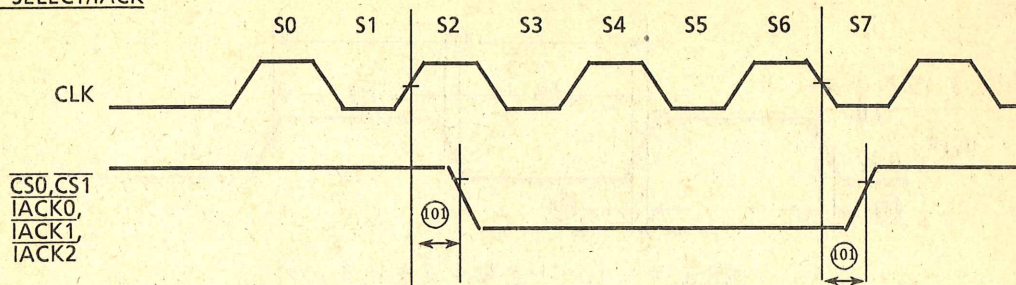 SELECT/IACK
S0 S1 S2 S3 S4 S5 S6 S7
CLK
CS0,CS1
IACK0,
IACK1,
IACK2
101
101